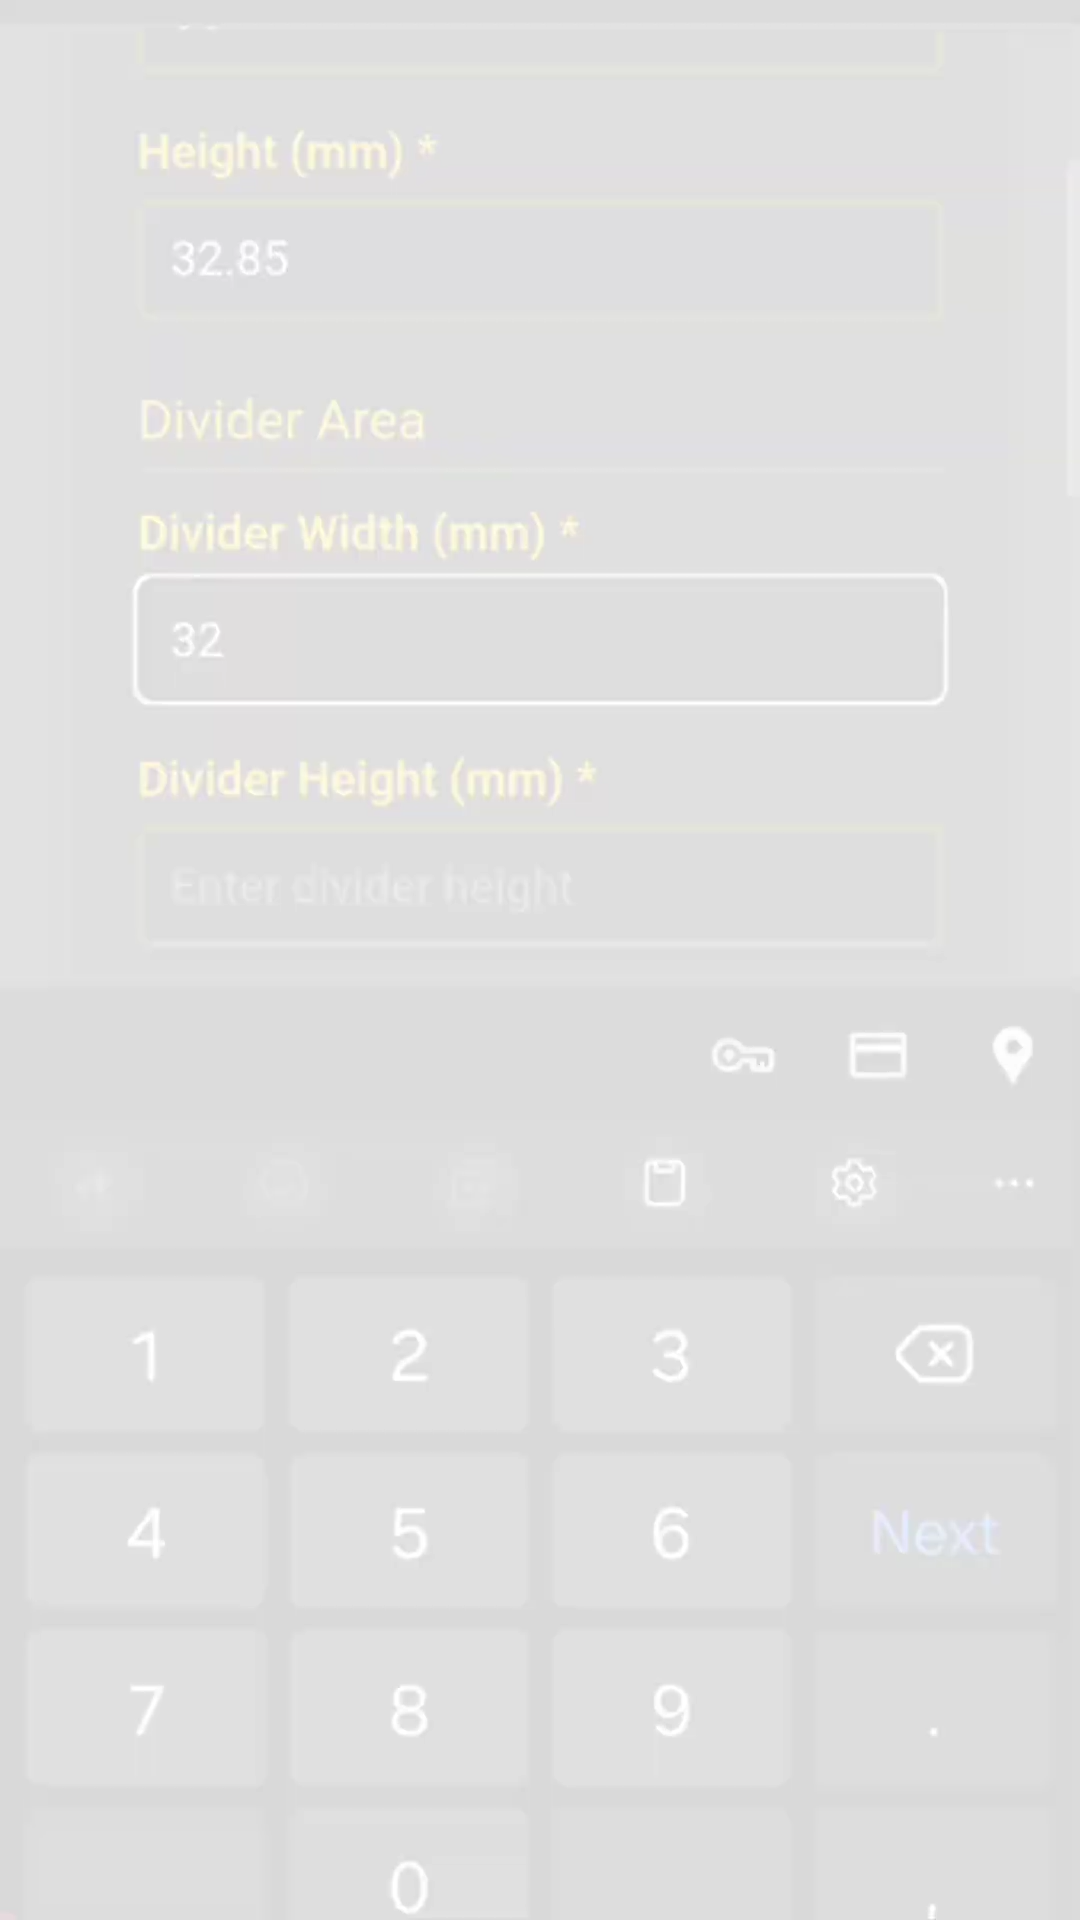 Height (mm) *
32.85
Divider Area
Divider Width (mm) *
32
Divider Height (mm) *
Enter divider height
1 2 3
4 5 6 Next
7 8 9 .
0 ,